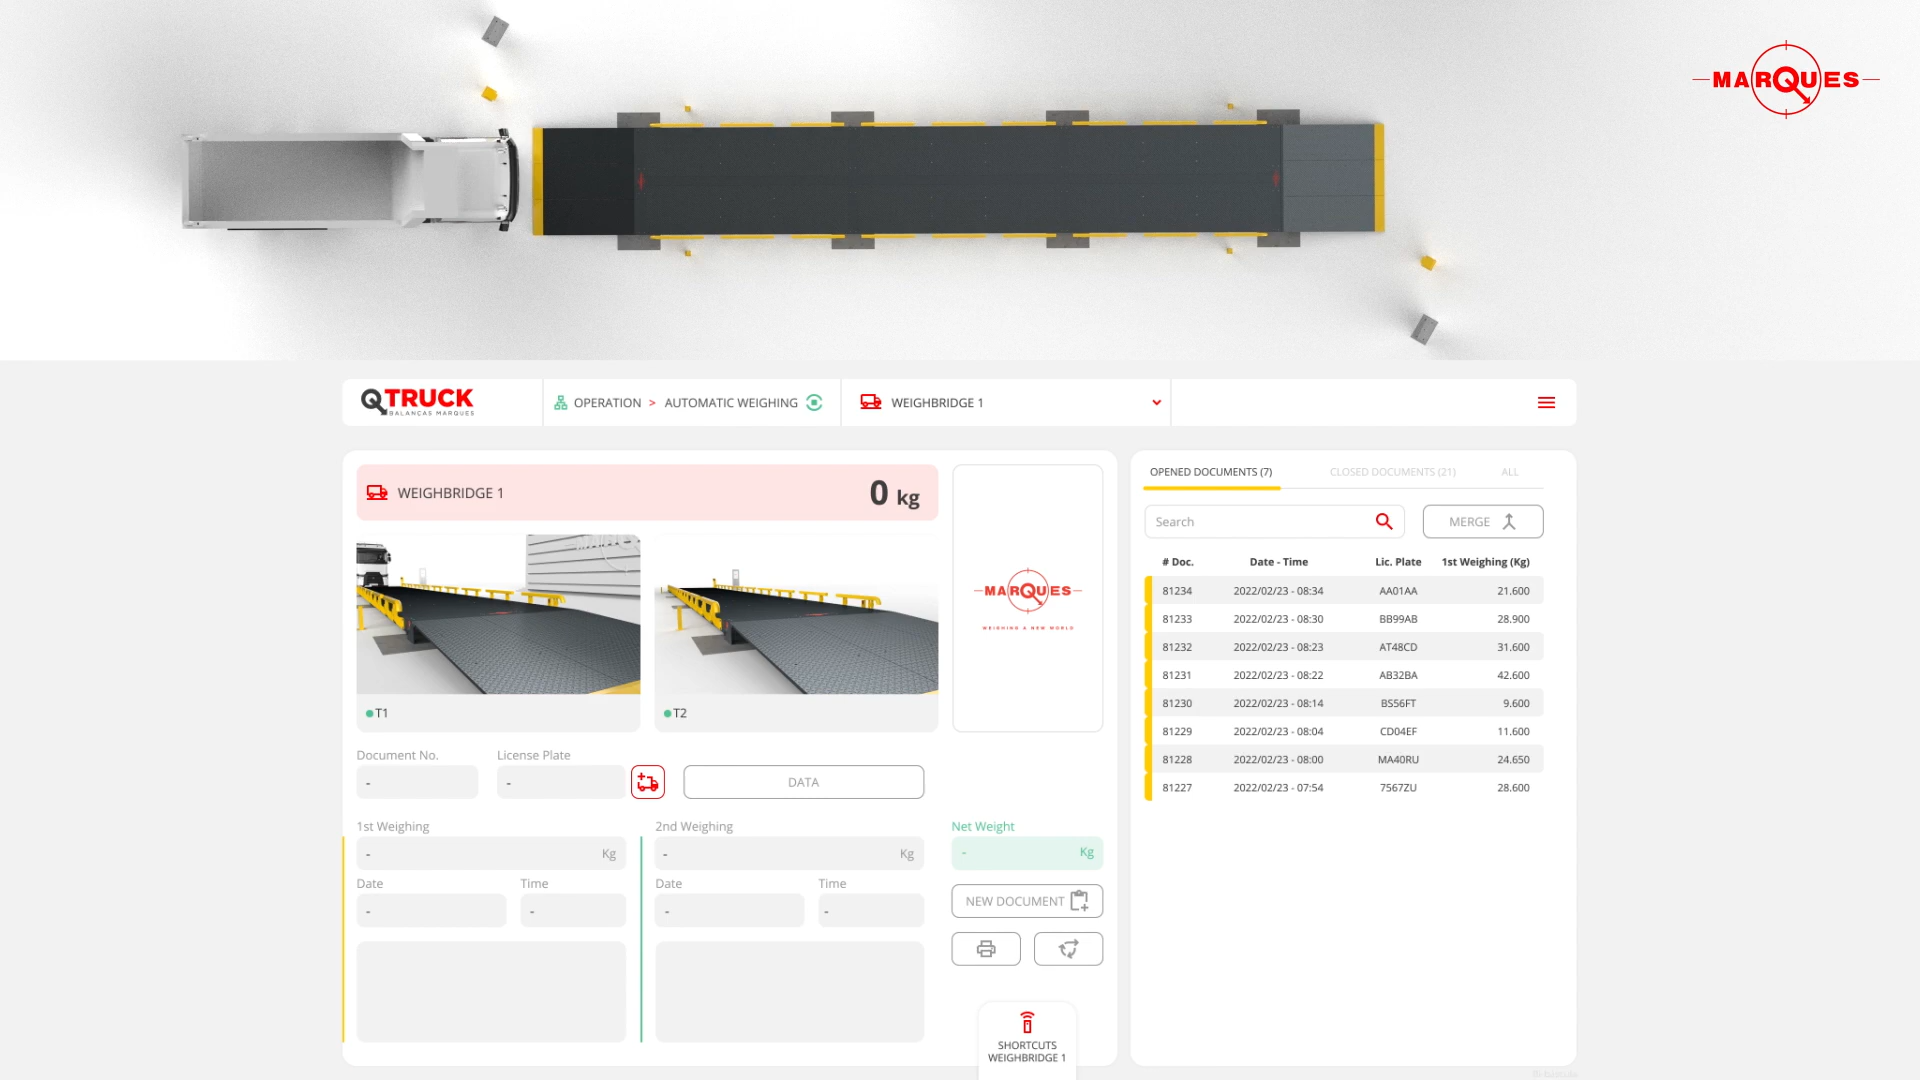 MARQUES
QTRUCK
BALANÇAS MARQUES
OPERATION > AUTOMATIC WEIGHING
WEIGHBRIDGE 1
WEIGHBRIDGE 1
0 kg
T1
T2
MARQUES
WEIGHING A NEW WORLD
Document No.
License Plate
-
-
DATA
1st Weighing
2nd Weighing
Net Weight
- Kg
- Kg
- Kg
Date
Time
Date
Time
-
-
-
-
NEW DOCUMENT
SHORTCUTS
WEIGHBRIDGE 1
OPENED DOCUMENTS (7)
CLOSED DOCUMENTS (21)
ALL
Search
MERGE
# Doc. Date - Time Lic. Plate 1st Weighing (Kg)
81234 2022/02/23 - 08:34 AA01AA 21.600
81233 2022/02/23 - 08:30 BB99AB 28.900
81232 2022/02/23 - 08:23 AT48CD 31.600
81231 2022/02/23 - 08:22 AB32BA 42.600
81230 2022/02/23 - 08:14 BS56FT 9.600
81229 2022/02/23 - 08:04 CD04EF 11.600
81228 2022/02/23 - 08:00 MA40RU 24.650
81227 2022/02/23 - 07:54 7567ZU 28.600